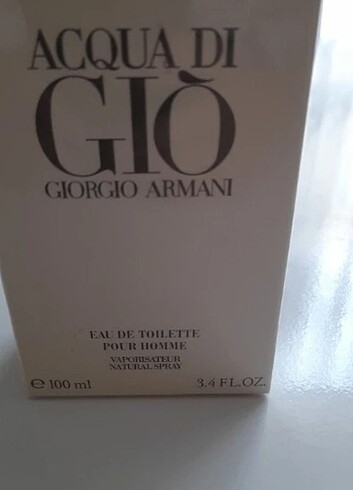 ACQUA DI
GIÒ
GIORGIO ARMANI
EAU DE TOILETTE
POUR HOMME
VAPORISATEUR
NATURAL SPRAY
℮ 100 ml 3.4 FL.OZ.